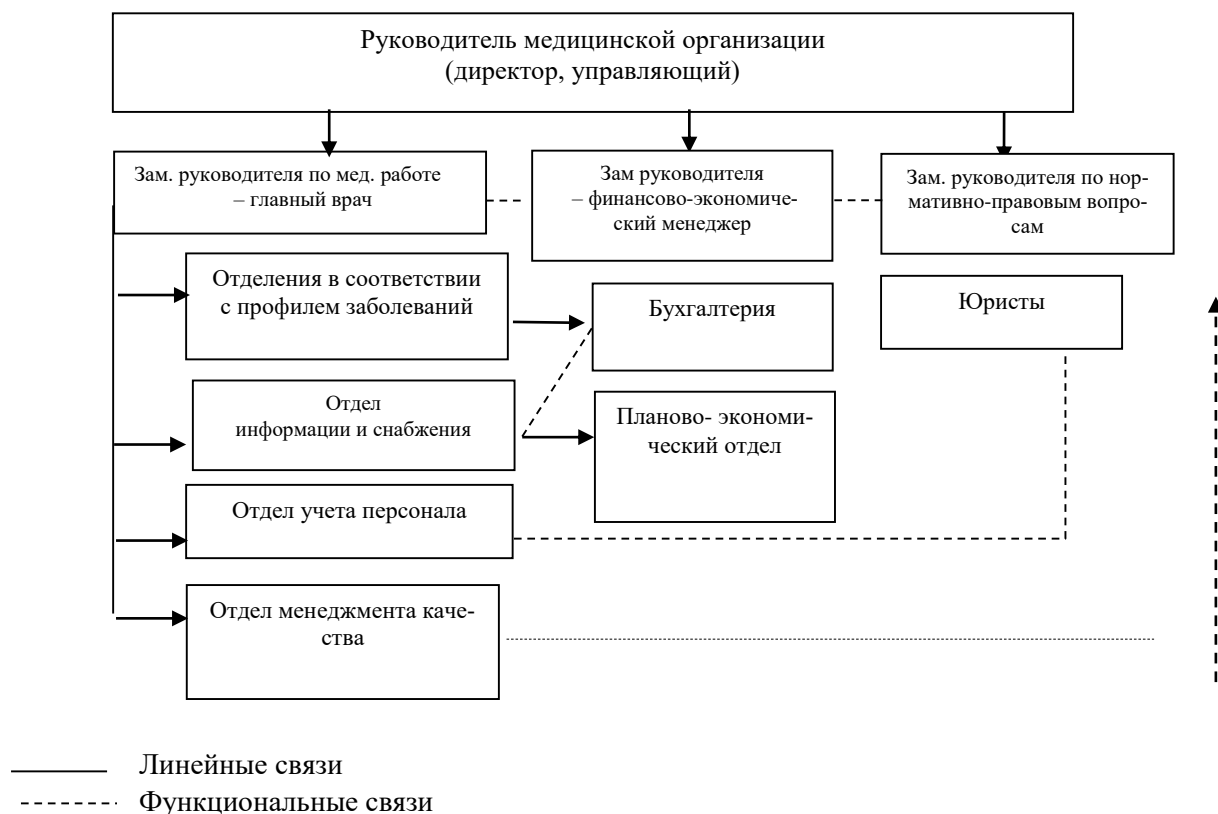 Руководитель медицинской организации
(директор, управляющий)
Зам. руководителя по мед. работе
– главный врач
Зам руководителя
– финансово-экономиче-
ский менеджер
Зам. руководителя по нор-
мативно-правовым вопро-
сам
Отделения в соответствии
с профилем заболеваний
Бухгалтерия
Юристы
Отдел
информации и снабжения
Планово- экономи-
ческий отдел
Отдел учета персонала
Отдел менеджмента каче-
ства
Линейные связи
Функциональные связи